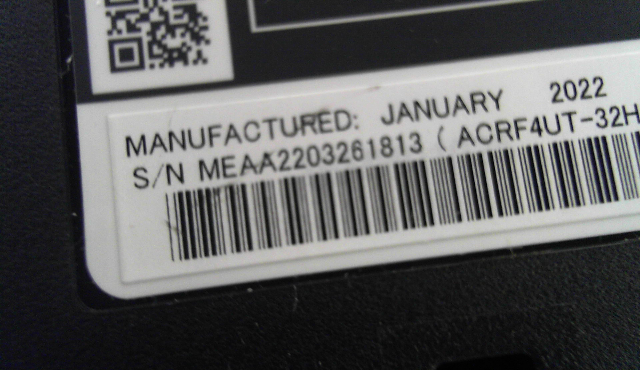 MANUFACTURED: JANUARY 2022
S/N MEAA2203261813 ( ACRF4UT-32H